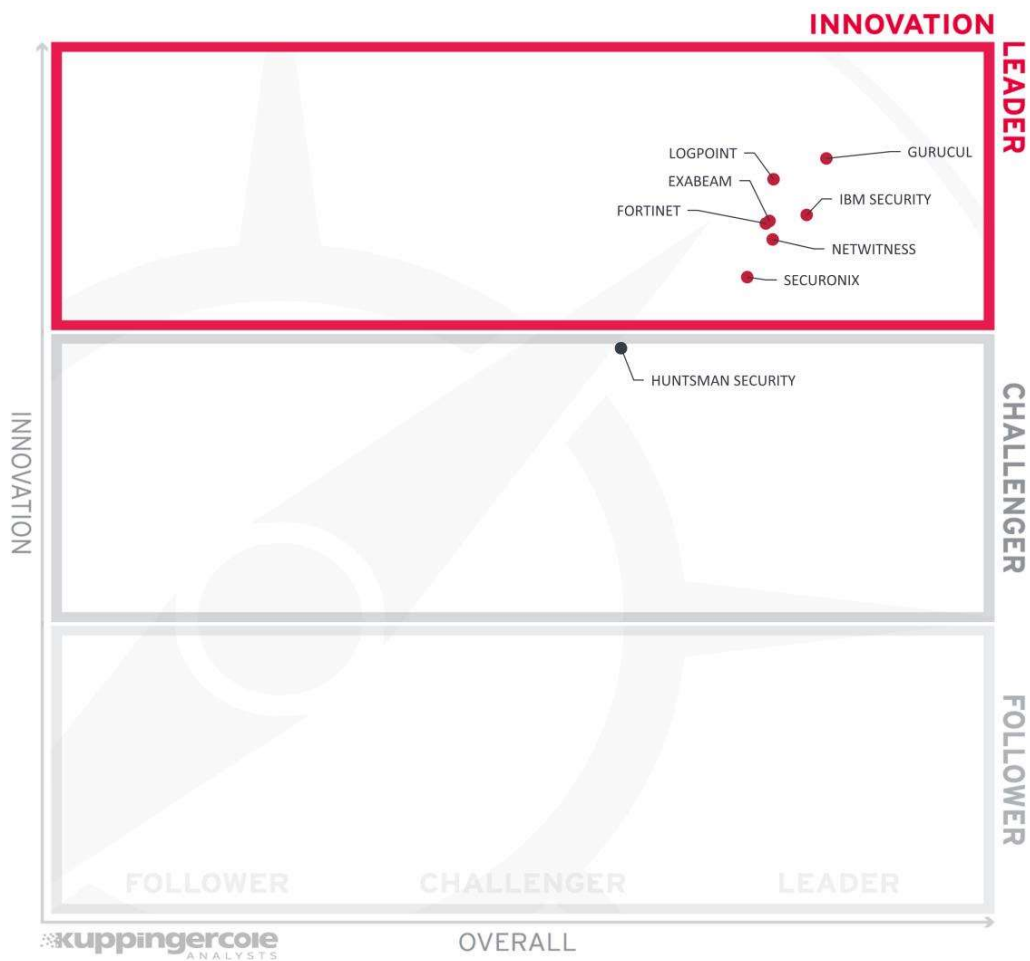 INNOVATION
LEADER
LOGPOINT
GURUCUL
EXABEAM
IBM SECURITY
FORTINET
NETWITNESS
SECURONIX
HUNTSMAN SECURITY
CHALLENGER
INNOVATION
FOLLOWER
FOLLOWER
CHALLENGER
LEADER
kuppingercole
ANALYSTS
OVERALL